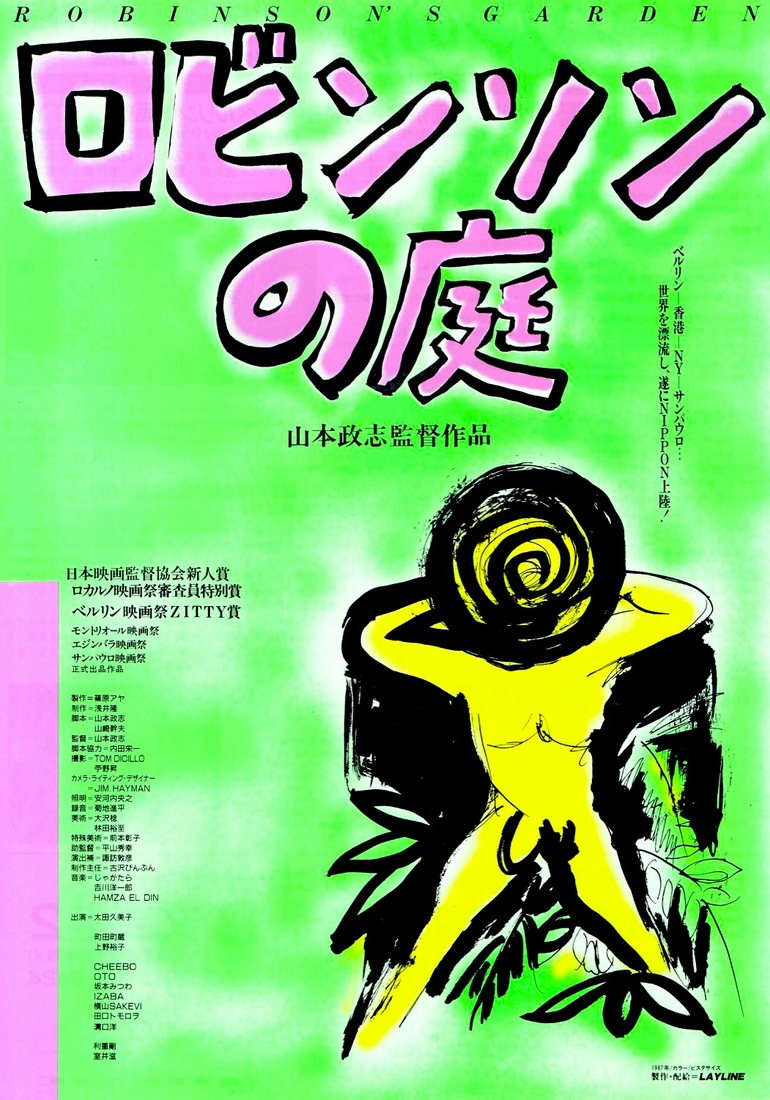 ROBINSON'S GARDEN
ロビンソン
の庭
ベルリン―香港―NY―サンパウロ…
世界を漂流し、遂にNIPPON上陸!
山本政志監督作品
日本映画監督協会新人賞
ロカルノ映画祭審査員特別賞
ベルリン映画祭ZITTY賞
モントリオール映画祭
エジンバラ映画祭
サンパウロ映画祭
正式出品作品
製作=篠原アヤ
制作=浅井隆
脚本=山本政志
山崎幹夫
監督=山本政志
脚本協力=内田栄一
撮影=TOM DICILLO
苧野昇
カメラ・ライティング・デザイナー
=JIM HAYMAN
照明=安河内央之
録音=菊地進平
美術=大沢稔
林田裕至
特殊美術=前本彰子
助監督=平山秀幸
演出補=諏訪敦彦
制作主任=古沢びんぶん
音楽=じゃがたら
吉川洋一郎
HAMZA EL DIN
出演=太田久美子
町田町蔵
上野裕子
CHEEBO
OTO
坂本みつわ
IZABA
横山SAKEVI
田口トモロヲ
溝口洋
利重剛
室井滋
1987年/カラー/ビスタサイズ
製作・配給=LAYLINE